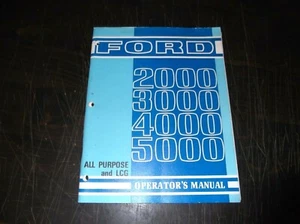 FORD
2000
3000
4000
5000
ALL PURPOSE
and LCG
OPERATOR'S MANUAL